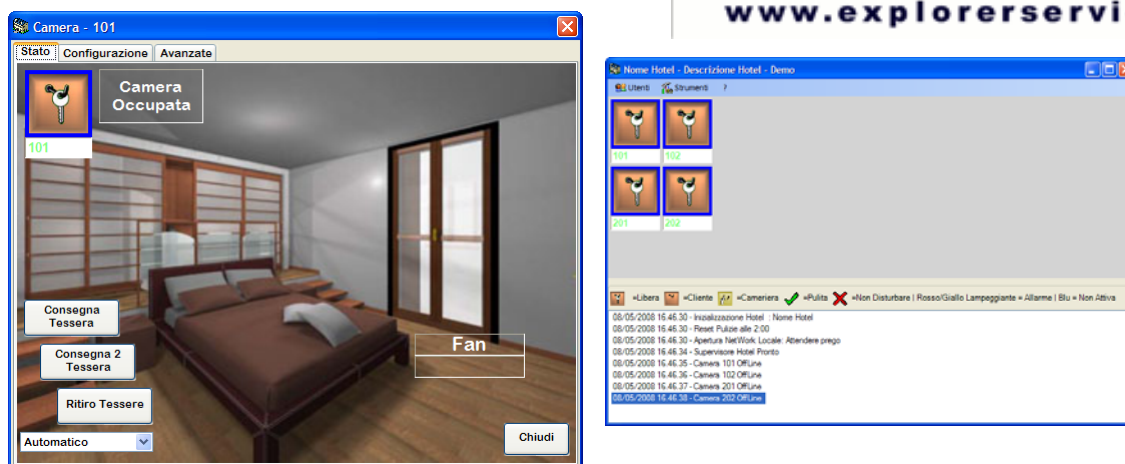 www.explorerservi
Camera - 101
Stato Configurazione Avanzate
Camera
Occupata
101
Consegna
Tessera
Consegna 2
Tessera
Ritiro Tessere
Automatico
Fan
Chiudi
Nome Hotel - Descrizione Hotel - Demo
Utenti Strumenti ?
101 102
201 202
=Libera =Cliente =Cameriera =Pulita =Non Disturbare | Rosso/Giallo Lampeggiante = Allarme | Blu = Non Attiva
08/05/2008 16.46.30 - Inizializzazione Hotel : Nome Hotel
08/05/2008 16.46.30 - Reset Pulizie alle 2:00
08/05/2008 16.46.30 - Apertura NetWork Locale: Attendere prego
08/05/2008 16.46.34 - Supervisore Hotel Pronto
08/05/2008 16.46.35 - Camera 101 OffLine
08/05/2008 16.46.36 - Camera 102 OffLine
08/05/2008 16.46.37 - Camera 201 OffLine
08/05/2008 16.46.38 - Camera 202 OffLine